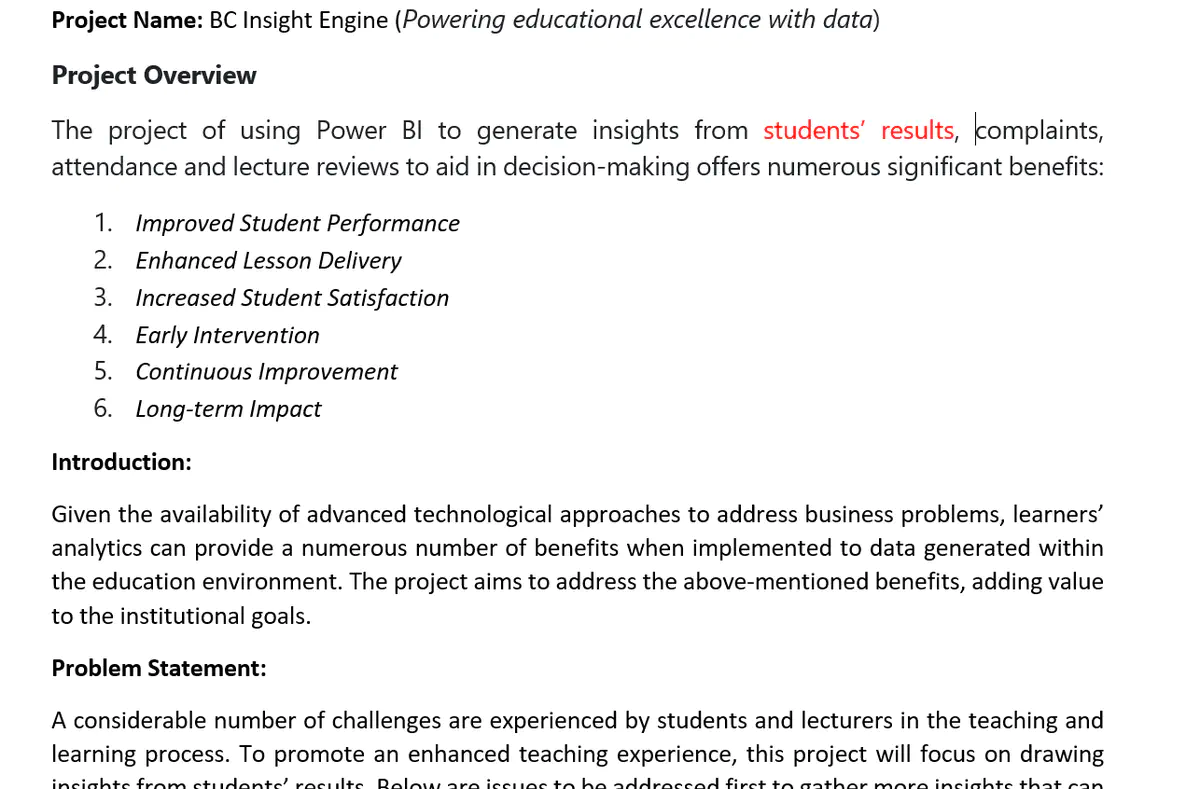 Project Name: BC Insight Engine (Powering educational excellence with data)
Project Overview
The project of using Power BI to generate insights from students’ results, complaints,
attendance and lecture reviews to aid in decision-making offers numerous significant benefits:
1. Improved Student Performance
2. Enhanced Lesson Delivery
3. Increased Student Satisfaction
4. Early Intervention
5. Continuous Improvement
6. Long-term Impact
Introduction:
Given the availability of advanced technological approaches to address business problems, learners’
analytics can provide a numerous number of benefits when implemented to data generated within
the education environment. The project aims to address the above-mentioned benefits, adding value
to the institutional goals.
Problem Statement:
A considerable number of challenges are experienced by students and lecturers in the teaching and
learning process. To promote an enhanced teaching experience, this project will focus on drawing
insights from students’ results. Below are issues to be addressed first to gather more insights that can